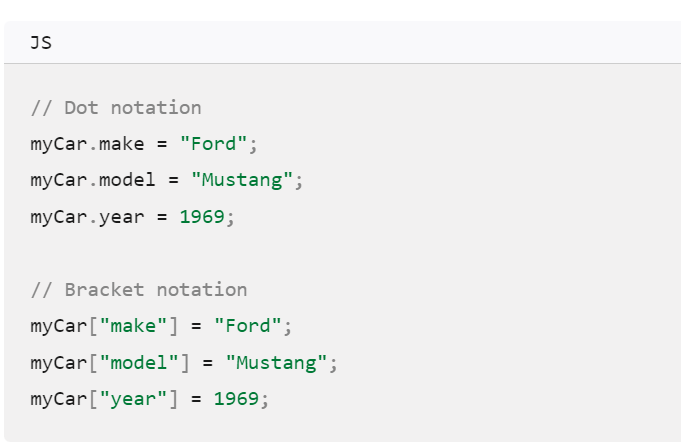 JS
// Dot notation
myCar.make = "Ford";
myCar.model = "Mustang";
myCar.year = 1969;
// Bracket notation
myCar["make"] = "Ford";
myCar["model"] = "Mustang";
myCar["year"] = 1969;